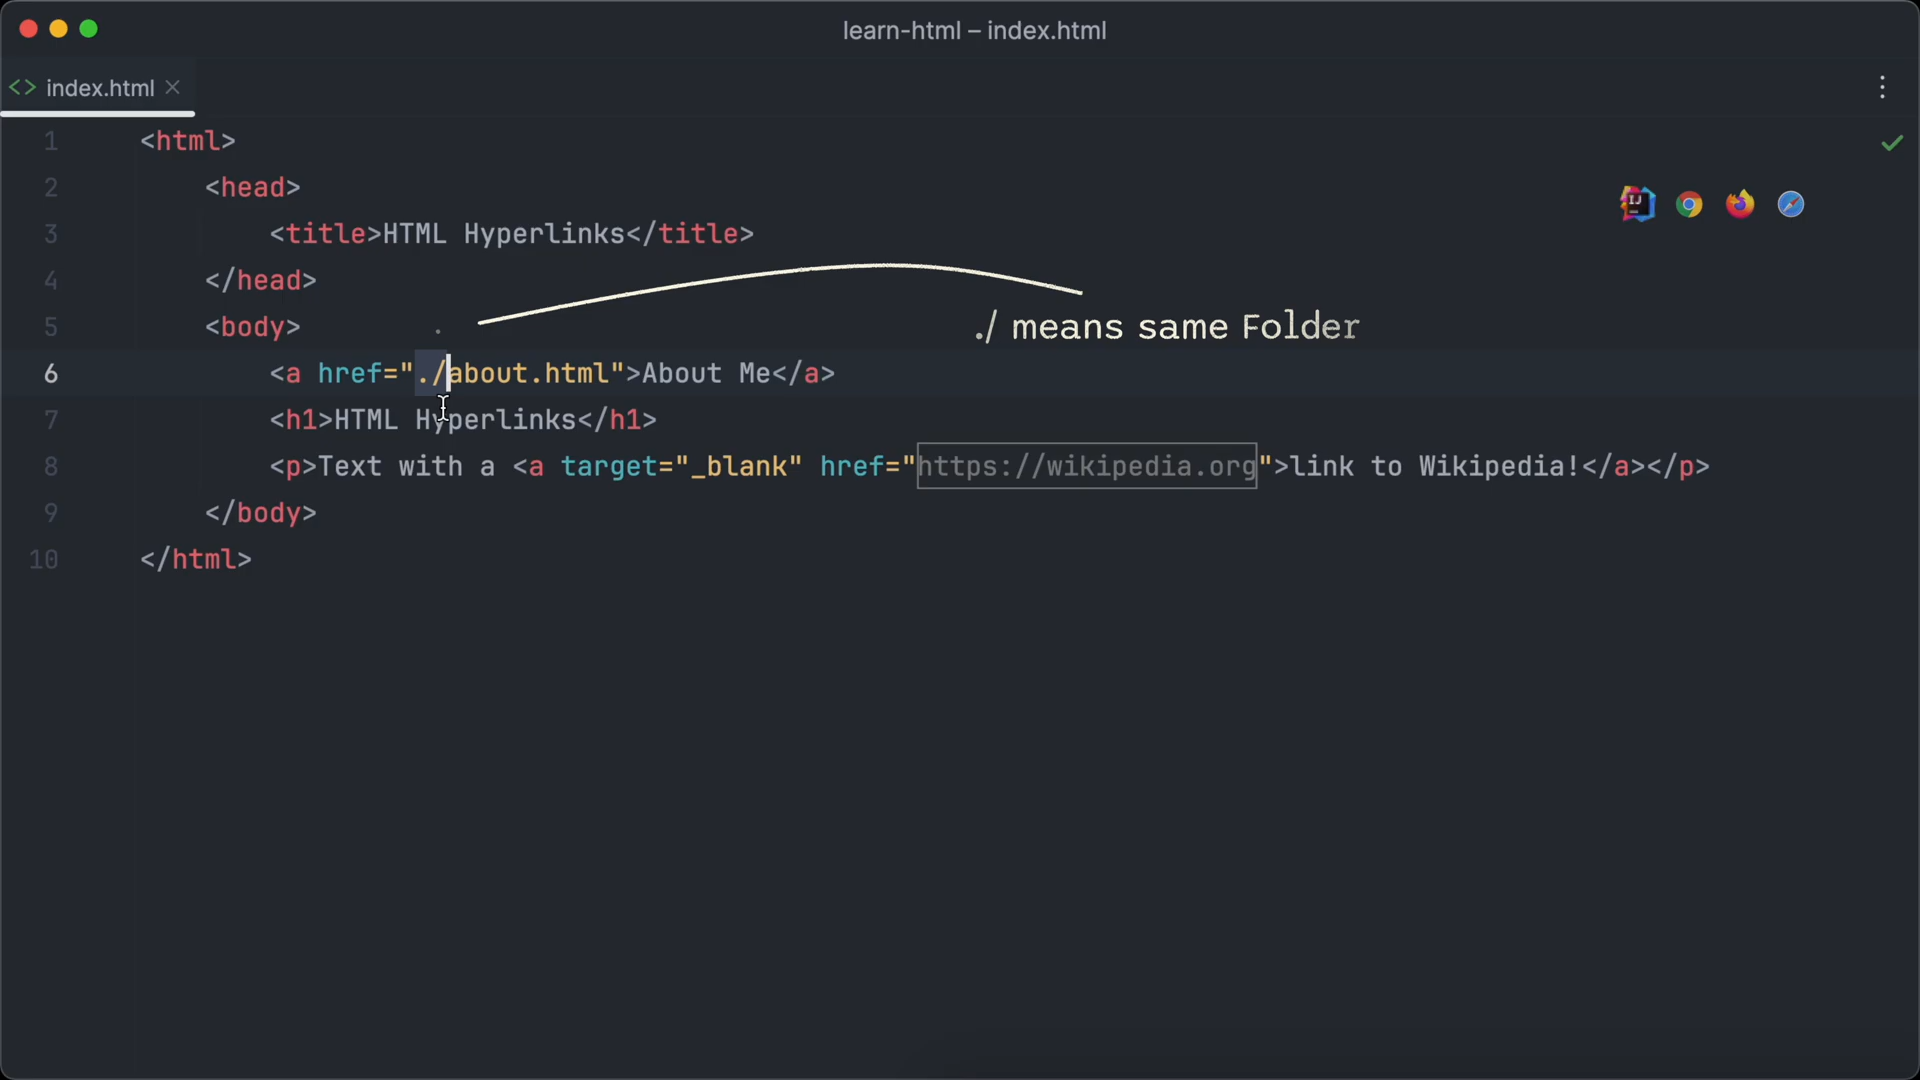 learn-html – index.html
<> index.html
1 <html>
2 <head>
3 <title>HTML Hyperlinks</title>
4 </head>
5 <body>
./ means same Folder
6 <a href="./about.html">About Me</a>
7 <h1>HTML Hyperlinks</h1>
8 <p>Text with a <a target="_blank" href="https://wikipedia.org">link to Wikipedia!</a></p>
9 </body>
10 </html>
IJ